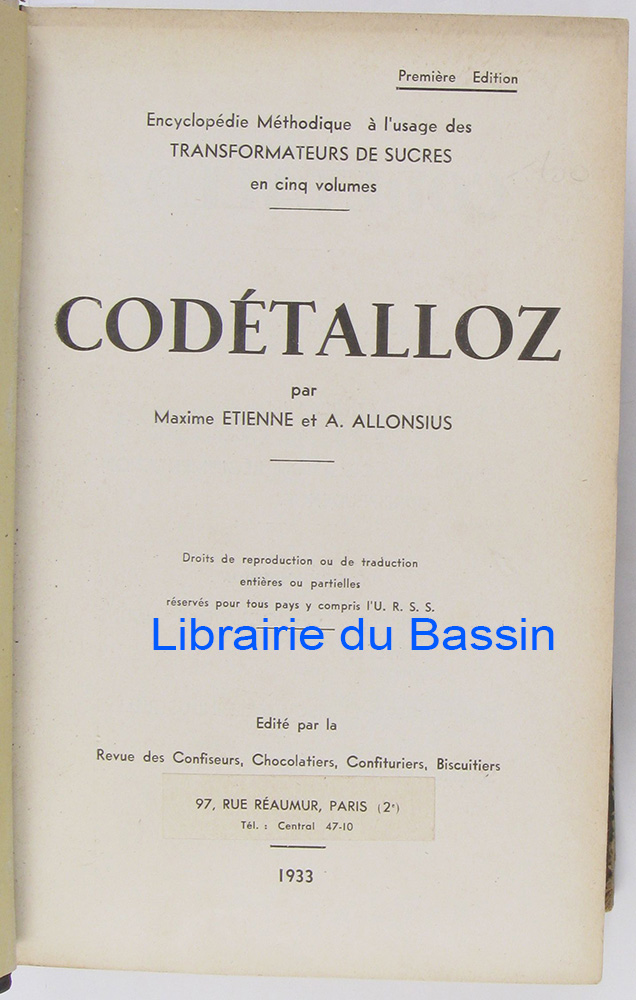 Première Edition
Encyclopédie Méthodique à l'usage des
TRANSFORMATEURS DE SUCRES
en cinq volumes
CODÉTALLOZ
par
Maxime ETIENNE et A. ALLONSIUS
Droits de reproduction ou de traduction
entières ou partielles
réservés pour tous pays y compris l'U. R. S. S.
Librairie du Bassin
Edité par la
Revue des Confiseurs, Chocolatiers, Confituriers, Biscuitiers
97, RUE RÉAUMUR, PARIS (2e)
Tél. : Central 47-10
1933